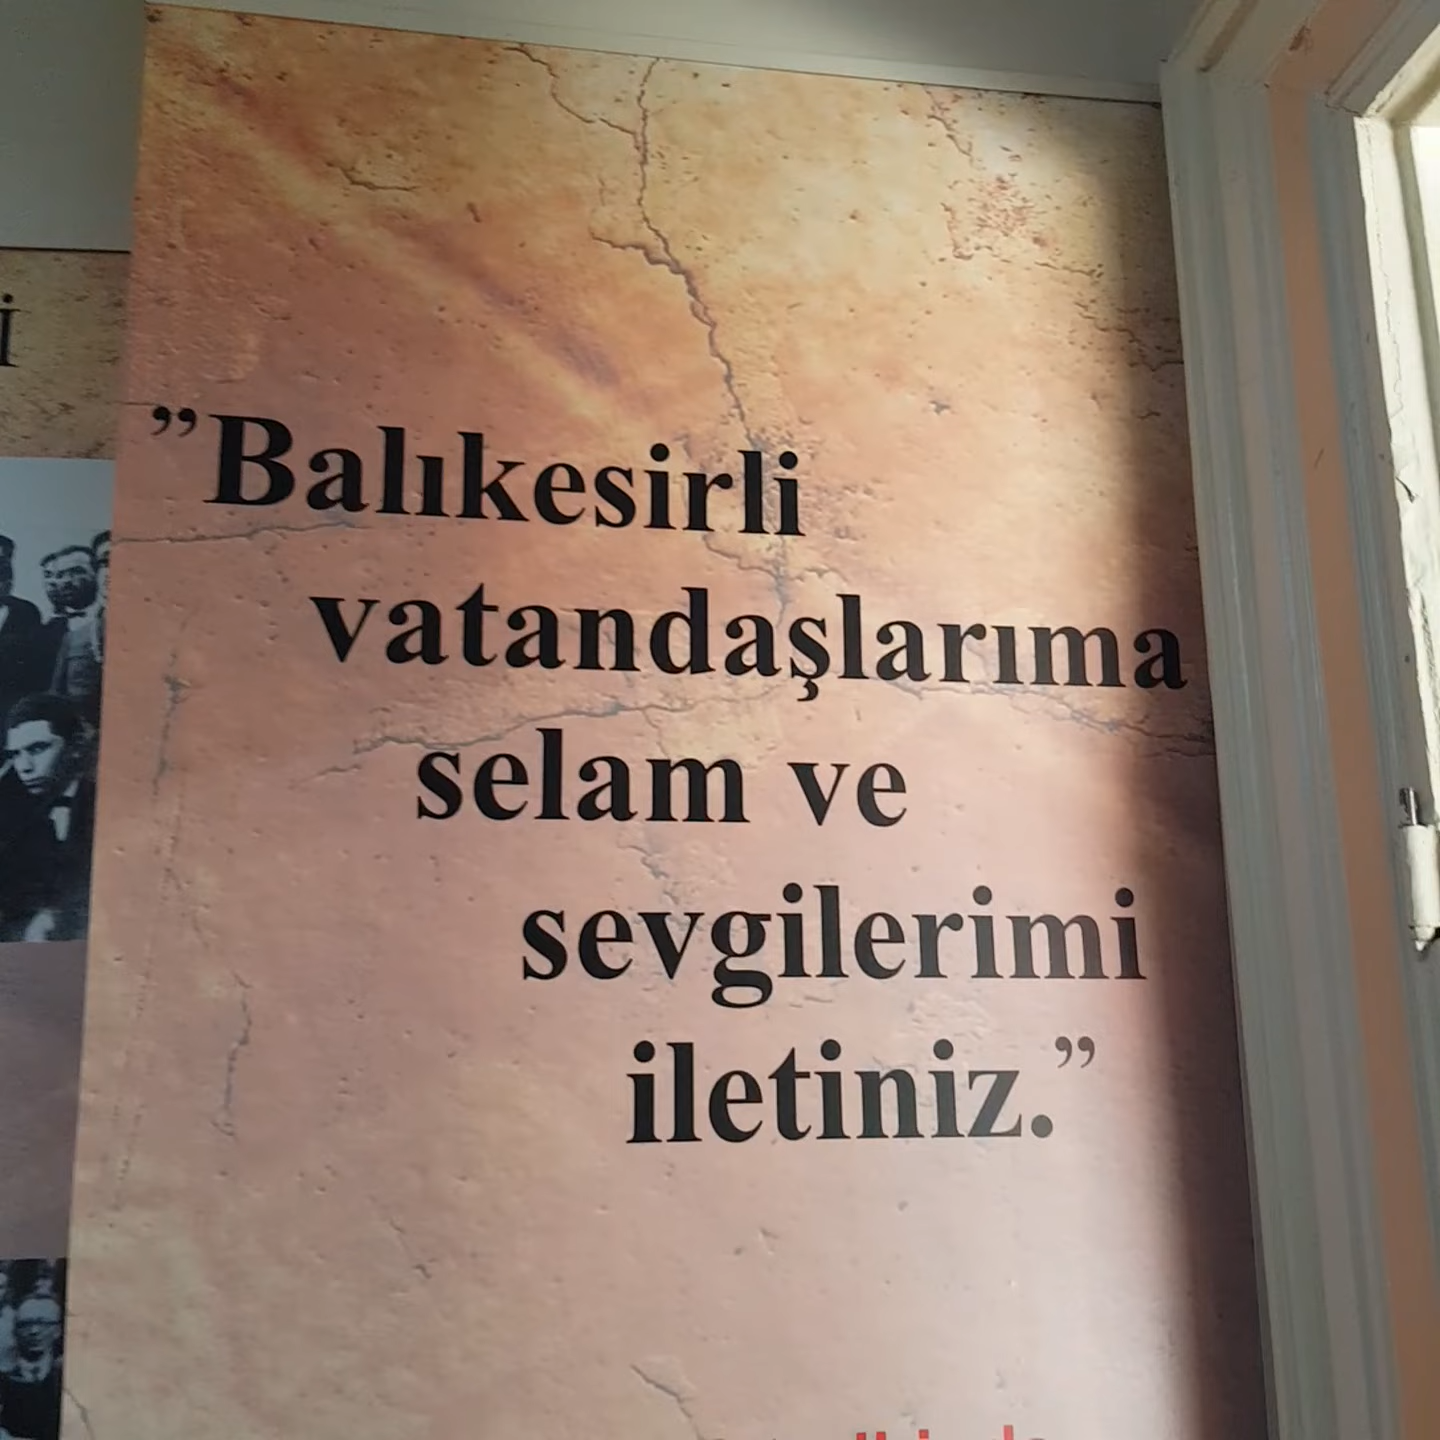 ”Balıkesirli
vatandaşlarıma
selam ve
sevgilerimi
iletiniz.”